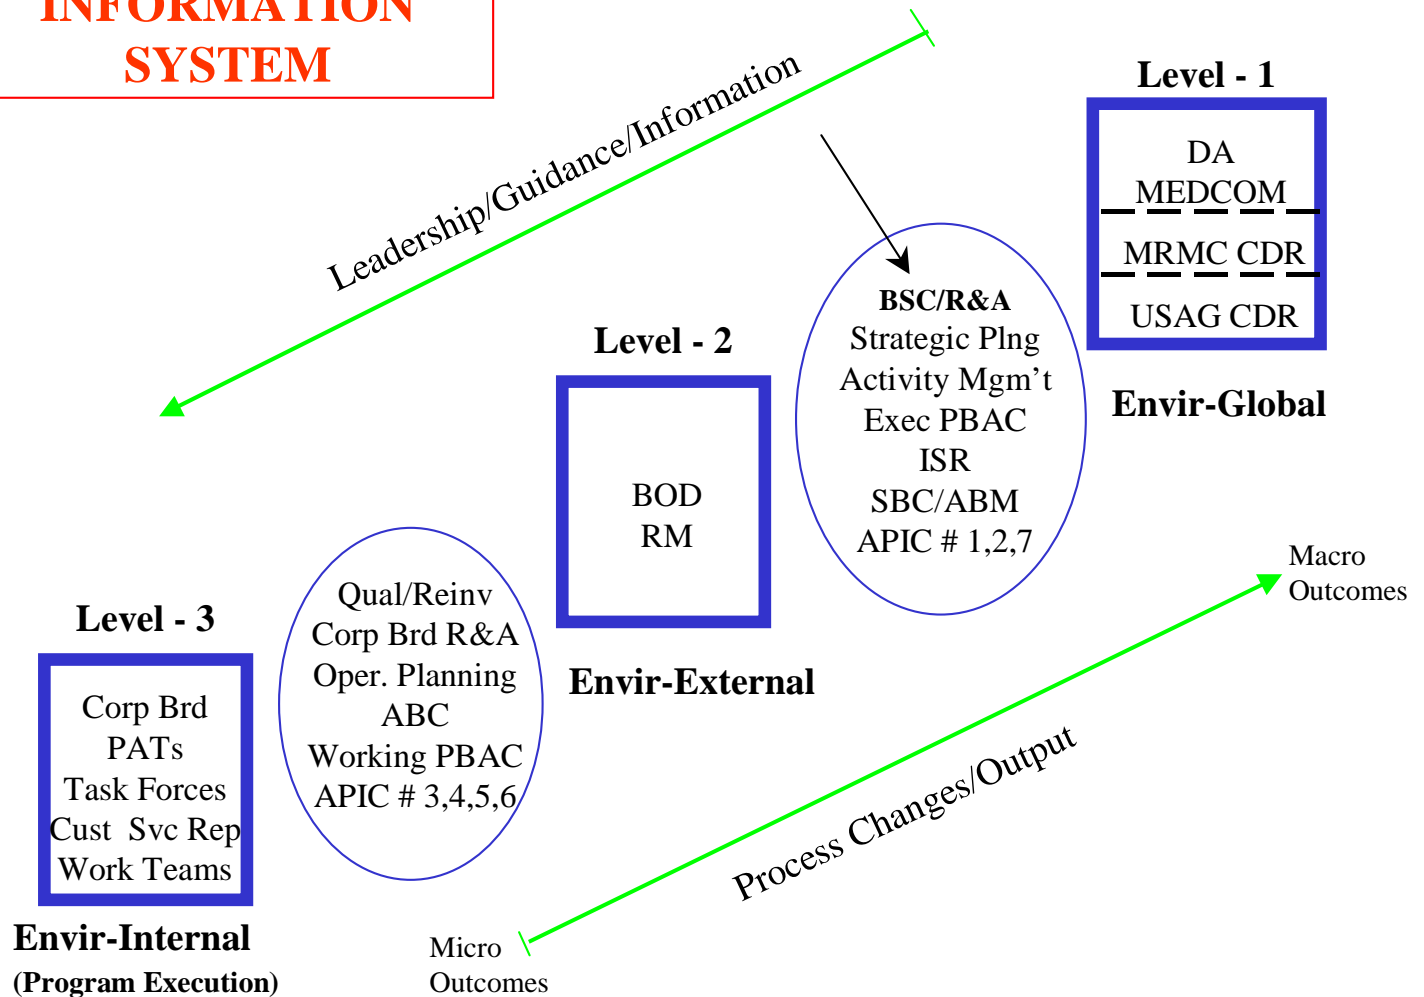 INFORMATION
SYSTEM
Leadership/Guidance/Information
Level - 1
DA
MEDCOM
MRMC CDR
USAG CDR
Envir-Global
BSC/R&A
Strategic Plng
Activity Mgm't
Exec PBAC
ISR
SBC/ABM
APIC # 1,2,7
Level - 2
BOD
RM
Envir-External
Qual/Reinv
Corp Brd R&A
Oper. Planning
ABC
Working PBAC
APIC # 3,4,5,6
Level - 3
Corp Brd
PATs
Task Forces
Cust Svc Rep
Work Teams
Envir-Internal
(Program Execution)
Micro
Outcomes
Process Changes/Output
Macro
Outcomes